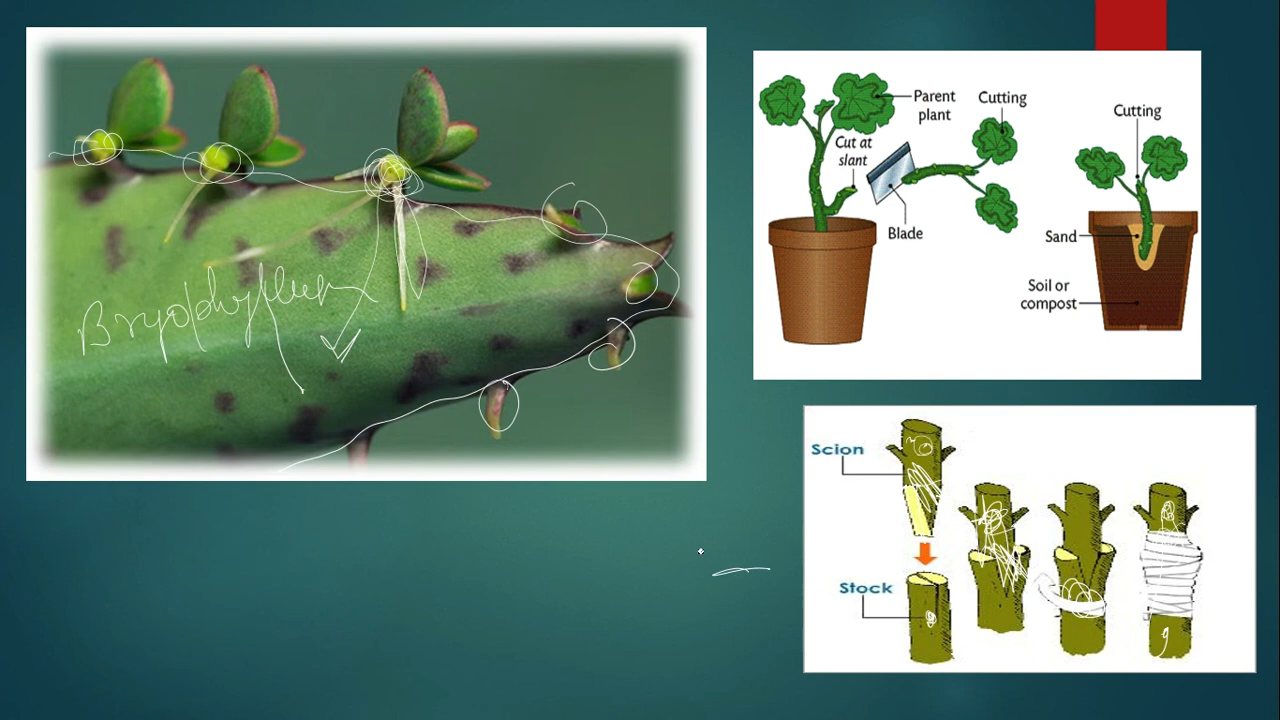 Bryophyllum
Parent
plant
Cutting
Cut at
slant
Blade
Cutting
Sand
Soil or
compost
Scion
Stock